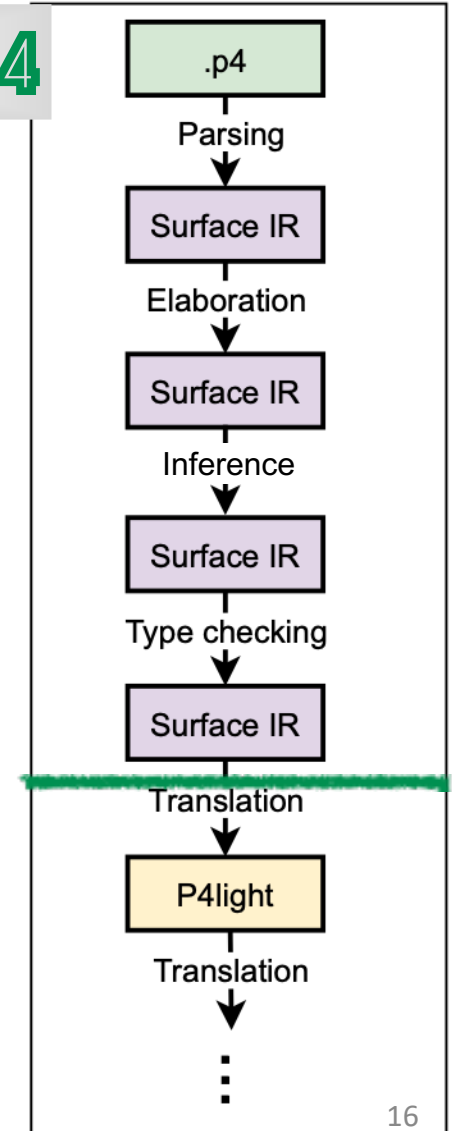 4
.p4
Parsing
Surface IR
Elaboration
Surface IR
Inference
Surface IR
Type checking
Surface IR
Translation
P4light
Translation
⋮
16